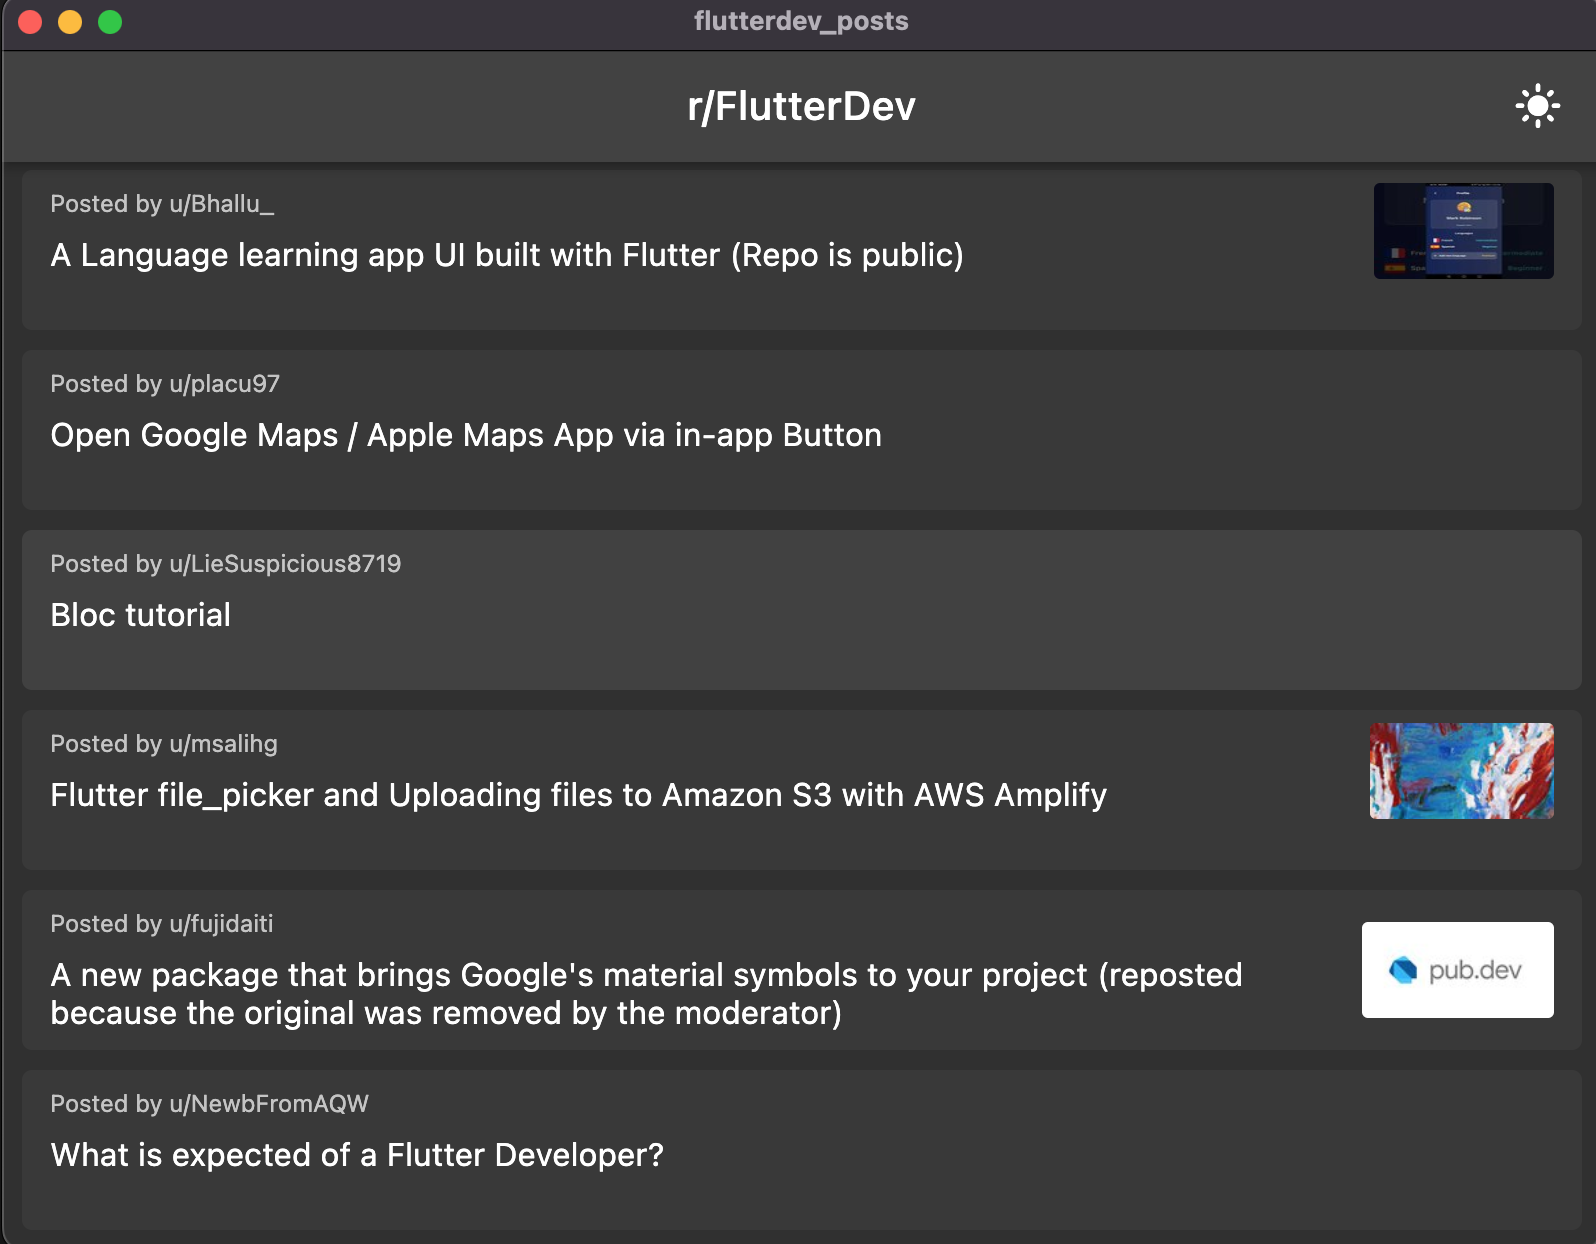 flutterdev_posts
r/FlutterDev
Posted by u/Bhallu_
A Language learning app UI built with Flutter (Repo is public)
Posted by u/placu97
Open Google Maps / Apple Maps App via in-app Button
Posted by u/LieSuspicious8719
Bloc tutorial
Posted by u/msalihg
Flutter file_picker and Uploading files to Amazon S3 with AWS Amplify
Posted by u/fujidaiti
A new package that brings Google's material symbols to your project (reposted
because the original was removed by the moderator)
pub.dev
Posted by u/NewbFromAQW
What is expected of a Flutter Developer?